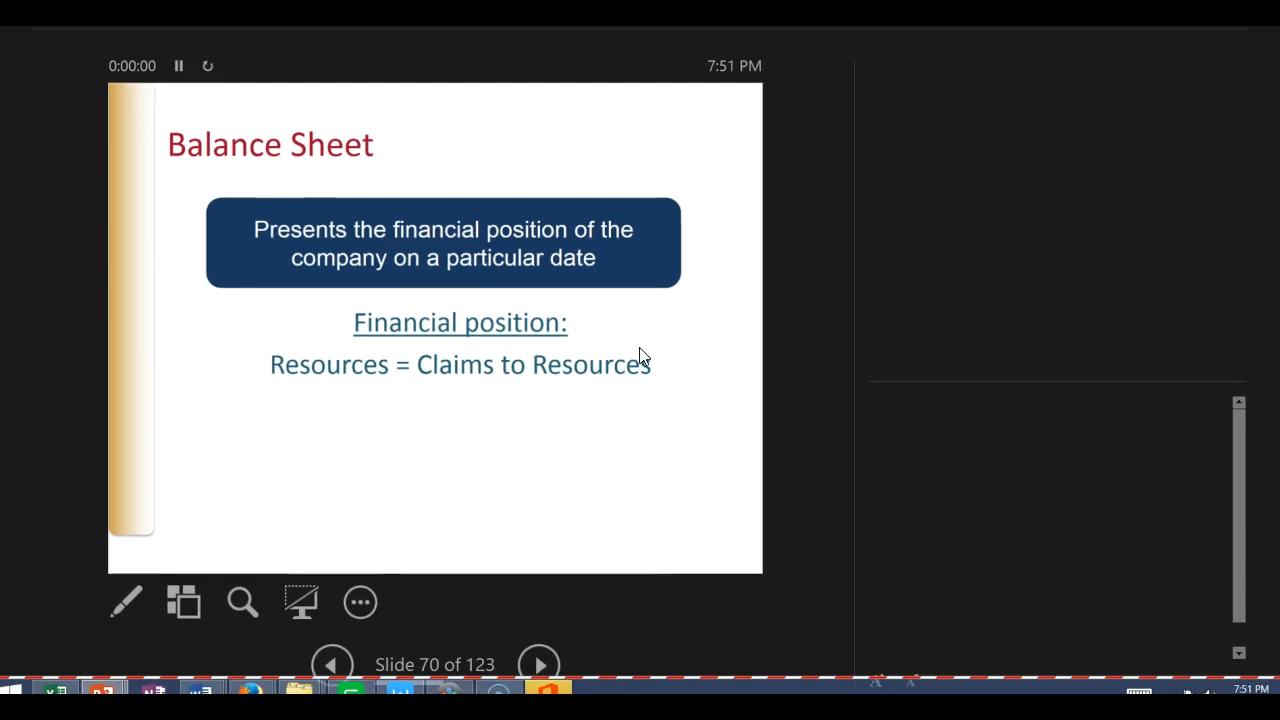 0:00:00
7:51 PM
Balance Sheet
Presents the financial position of the
company on a particular date
Financial position:
Resources = Claims to Resources
Slide 70 of 123
7:51 PM